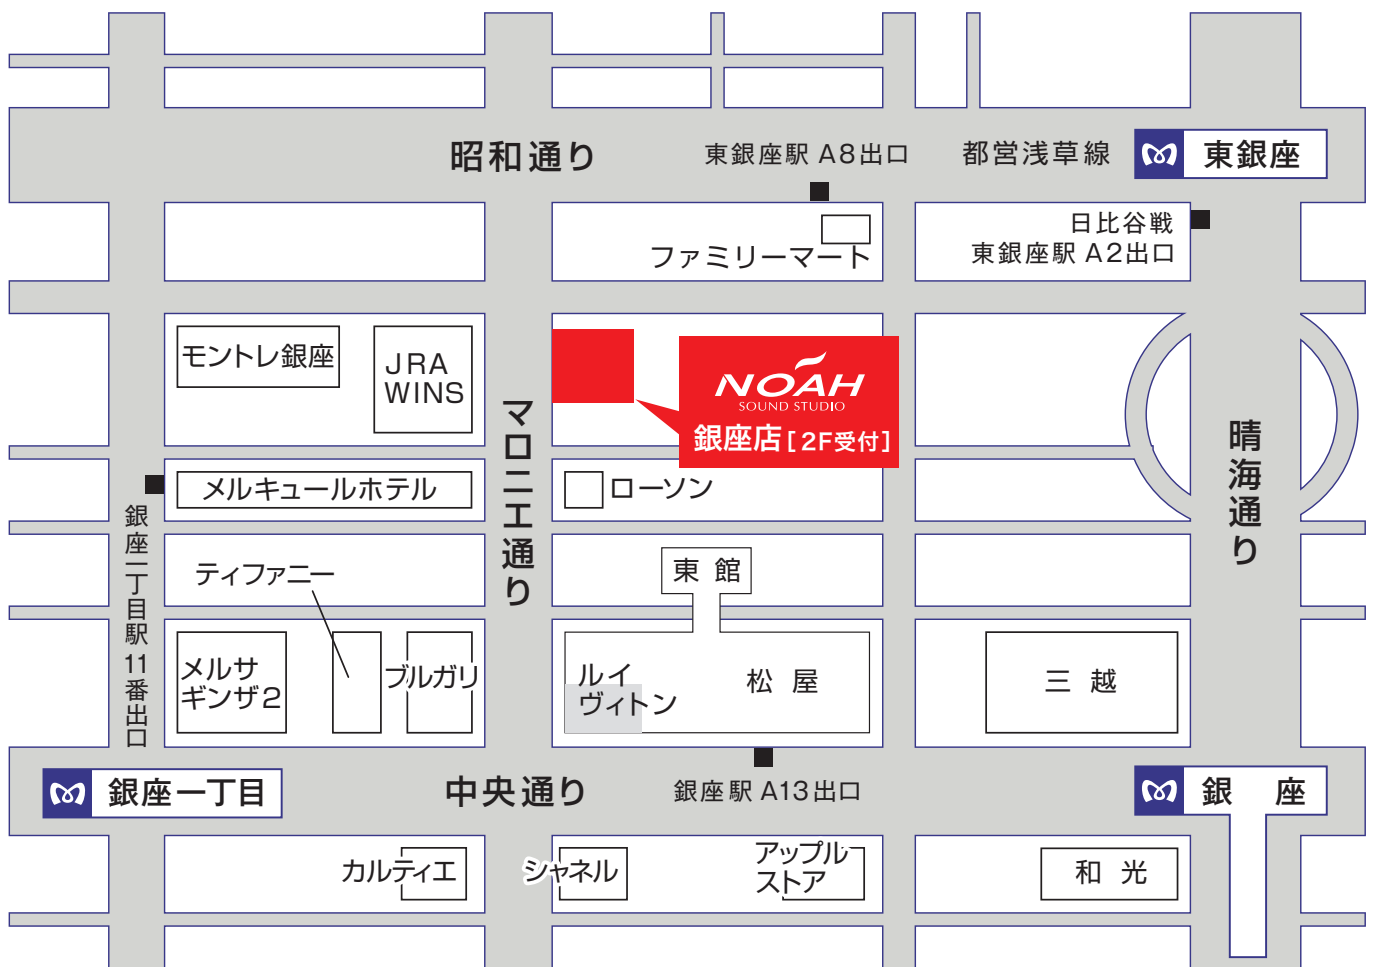 昭和通り
東銀座駅 A8出口
都営浅草線
東銀座
日比谷戦
東銀座駅 A2出口
ファミリーマート
モントレ銀座
JRA
WINS
NOAH
SOUND STUDIO
銀座店[2F受付]
マロニエ通り
晴海通り
メルキュールホテル
ローソン
銀座一丁目駅 11番出口
ティファニー
東館
メルサ
ギンザ2
ブルガリ
ルイ
ヴィトン
松屋
三越
銀座一丁目
中央通り
銀座駅 A13出口
銀座
カルティエ
シャネル
アップル
ストア
和光